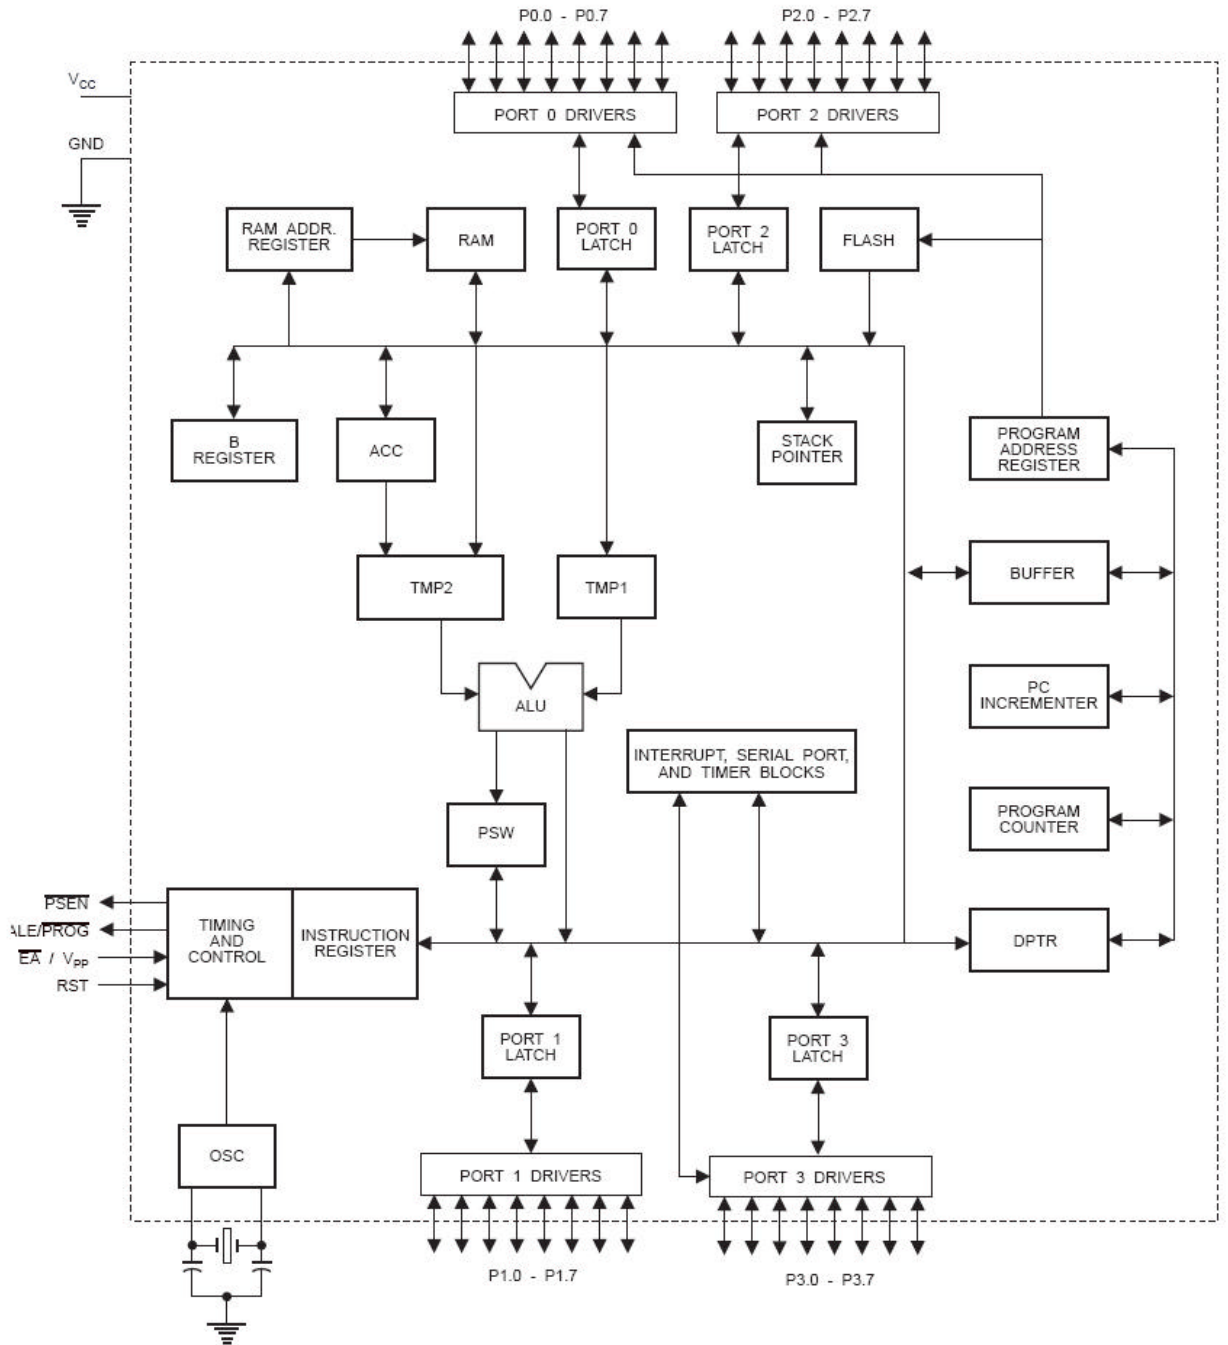 P0.0 - P0.7
P2.0 - P2.7
VCC
GND
PORT 0 DRIVERS
PORT 2 DRIVERS
RAM ADDR.
REGISTER
RAM
PORT 0
LATCH
PORT 2
LATCH
FLASH
B
REGISTER
ACC
STACK
POINTER
PROGRAM
ADDRESS
REGISTER
TMP2
TMP1
BUFFER
ALU
PC
INCREMENTER
INTERRUPT, SERIAL PORT,
AND TIMER BLOCKS
PSW
PROGRAM
COUNTER
PSEN
ALE/PROG
EA / VPP
RST
TIMING
AND
CONTROL
INSTRUCTION
REGISTER
DPTR
PORT 1
LATCH
PORT 3
LATCH
OSC
PORT 1 DRIVERS
PORT 3 DRIVERS
P1.0 - P1.7
P3.0 - P3.7